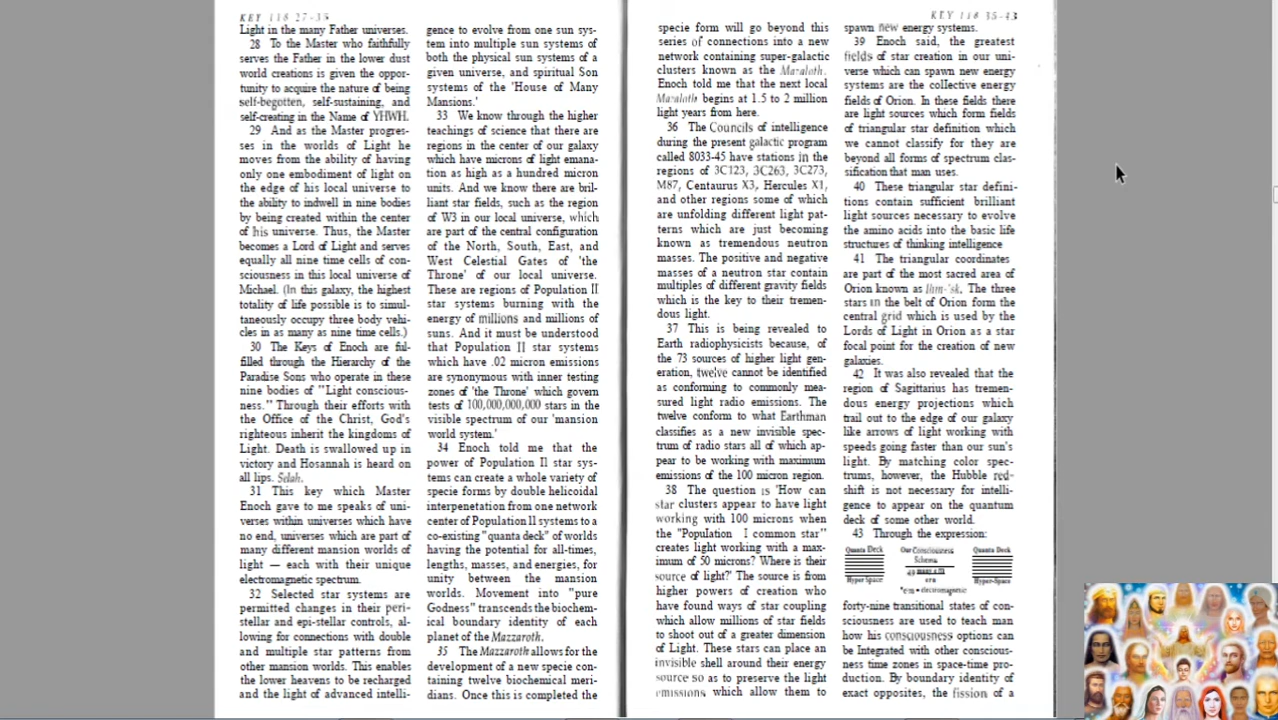 KEY 118 27-35
Light in the many Father universes.
28 To the Master who faithfully
serves the Father in the lower dust
world creations is given the oppor-
tunity to acquire the nature of being
self-begotten, self-sustaining, and
self-creating in the Name of YHWH.
29 And as the Master progres-
ses in the worlds of Light he
moves from the ability of having
only one embodiment of light on
the edge of his local universe to
the ability to indwell in nine bodies
by being created within the center
of his universe. Thus, the Master
becomes a Lord of Light and serves
equally all nine time cells of con-
sciousness in this local universe of
Michael. (In this galaxy, the highest
totality of life possible is to simul-
taneously occupy three body vehi-
cles in as many as nine time cells.)
30 The Keys of Enoch are ful-
filled through the Hierarchy of the
Paradise Sons who operate in these
nine bodies of "Light conscious-
ness." Through their efforts with
the Office of the Christ, God's
righteous inherit the kingdoms of
Light. Death is swallowed up in
victory and Hosannah is heard on
all lips. Selah.
31 This key which Master
Enoch gave to me speaks of uni-
verses within universes which have
no end, universes which are part of
many different mansion worlds of
light — each with their unique
electromagnetic spectrum.
32 Selected star systems are
permitted changes in their peri-
stellar and epi-stellar controls, al-
lowing for connections with double
and multiple star patterns from
other mansion worlds. This enables
the lower heavens to be recharged
and the light of advanced intelli-
gence to evolve from one sun sys-
tem into multiple sun systems of
both the physical sun systems of a
given universe, and spiritual Son
systems of the 'House of Many
Mansions.'
33 We know through the higher
teachings of science that there are
regions in the center of our galaxy
which have microns of light emana-
tion as high as a hundred micron
units. And we know there are bril-
liant star fields, such as the region
of W3 in our local universe, which
are part of the central configuration
of the North, South, East, and
West Celestial Gates of 'the
Throne' of our local universe.
These are regions of Population II
star systems burning with the
energy of millions and millions of
suns. And it must be understood
that Population II star systems
which have .02 micron emissions
are synonymous with inner testing
zones of 'the Throne' which govern
tests of 100,000,000,000 stars in the
visible spectrum of our 'mansion
world system.'
34 Enoch told me that the
power of Population II star sys-
tems can create a whole variety of
specie forms by double helicoidal
interpenetation from one network
center of Population II systems to a
co-existing "quanta deck" of worlds
having the potential for all-times,
lengths, masses, and energies, for
unity between the mansion
worlds. Movement into "pure
Godness" transcends the biochem-
ical boundary identity of each
planet of the Mazzaroth.
35 The Mazzaroth allows for the
development of a new specie con-
taining twelve biochemical meri-
dians. Once this is completed the
KEY 118 35-43
specie form will go beyond this
series of connections into a new
network containing super-galactic
clusters known as the Mazaloth.
Enoch told me that the next local
Mazaloth begins at 1.5 to 2 million
light years from here.
36 The Councils of intelligence
during the present galactic program
called 8033-45 have stations in the
regions of 3C123, 3C263, 3C273,
M87, Centaurus X3, Hercules X1,
and other regions some of which
are unfolding different light pat-
terns which are just becoming
known as tremendous neutron
masses. The positive and negative
masses of a neutron star contain
multiples of different gravity fields
which is the key to their tremen-
dous light.
37 This is being revealed to
Earth radiophysicists because, of
the 73 sources of higher light gen-
eration, twelve cannot be identified
as conforming to commonly mea-
sured light radio emissions. The
twelve conform to what Earthman
classifies as a new invisible spec-
trum of radio stars all of which ap-
pear to be working with maximum
emissions of the 100 micron region.
38 The question is 'How can
star clusters appear to have light
working with 100 microns when
the "Population I common star"
creates light working with a max-
imum of 50 microns? Where is their
source of light?' The source is from
higher powers of creation who
have found ways of star coupling
which allow millions of star fields
to shoot out of a greater dimension
of Light. These stars can place an
invisible shell around their energy
source so as to preserve the light
emissions which allow them to
spawn new energy systems.
39 Enoch said, the greatest
fields of star creation in our uni-
verse which can spawn new energy
systems are the collective energy
fields of Orion. In these fields there
are light sources which form fields
of triangular star definition which
we cannot classify for they are
beyond all forms of spectrum clas-
sification that man uses.
40 These triangular star defini-
tions contain sufficient brilliant
light sources necessary to evolve
the amino acids into the basic life
structures of thinking intelligence
41 The triangular coordinates
are part of the most sacred area of
Orion known as The three
stars in the belt of Orion form the
central grid which is used by the
Lords of Light in Orion as a star
focal point for the creation of new
galaxies.
42 It was also revealed that the
region of Sagittarius has tremen-
dous energy projections which
trail out to the edge of our galaxy
like arrows of light working with
speeds going faster than our sun's
light. By matching color spec-
trums, however, the Hubble red-
shift is not necessary for intelli-
gence to appear on the quantum
deck of some other world.
43 Through the expression:
Quanta Deck Our Consciousness Quanta Deck
Schema
49
Hyper-Space Hyper-Space
*e/m = electromagnetic
forty-nine transitional states of con-
sciousness are used to teach man
how his consciousness options can
be Integrated with other conscious-
ness time zones in space-time pro-
duction. By boundary identity of
exact opposites, the fission of a